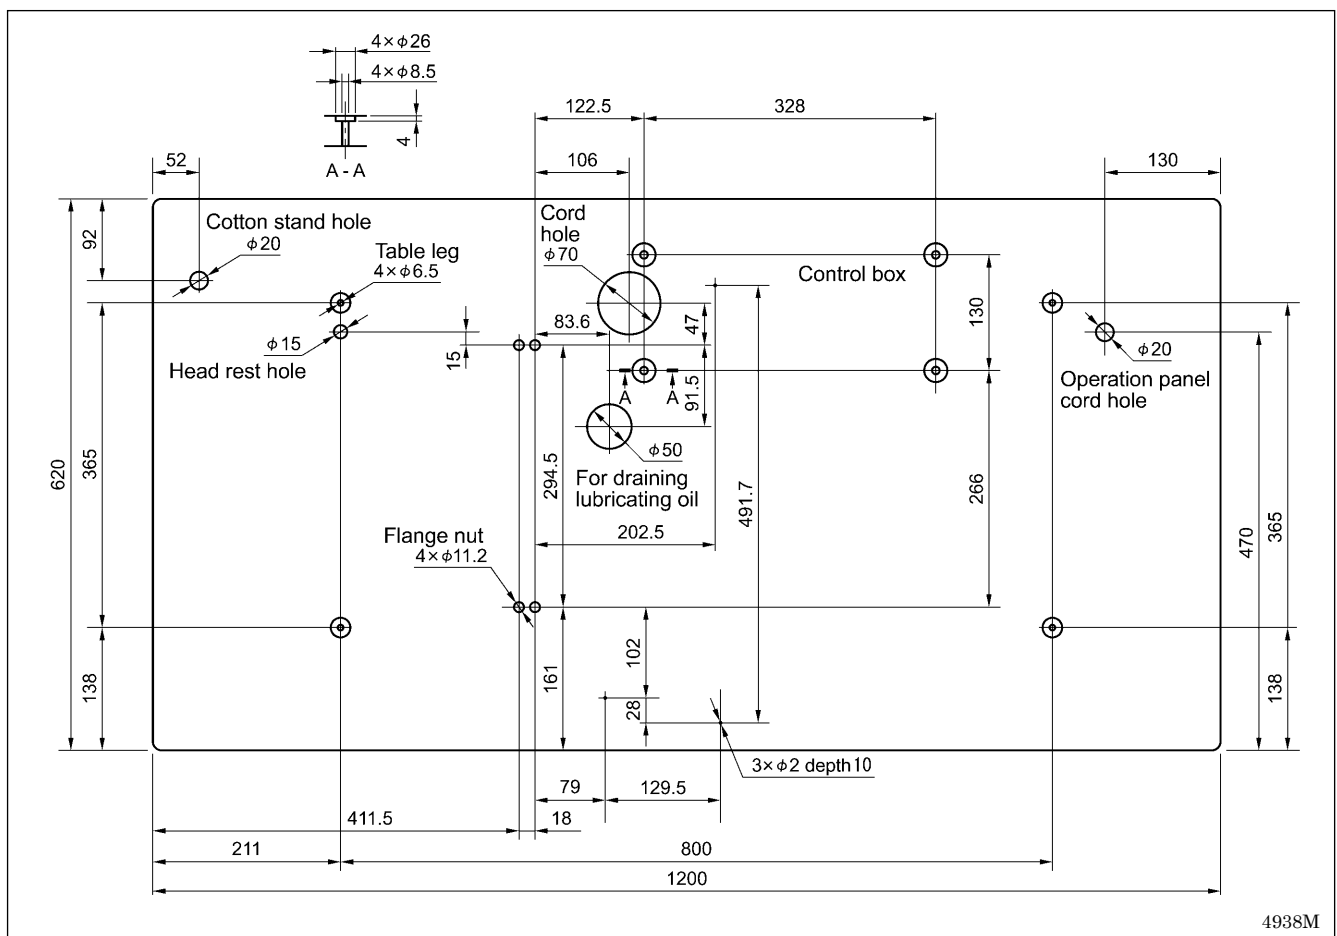 4×φ26
4×φ8.5
4
A - A
122.5
328
52
106
130
92
Cotton stand hole
φ20
Table leg
4×φ6.5
Cord
hole
φ70
Control box
130
47
83.6
15
φ15
Head rest hole
φ20
Operation panel
cord hole
A
A
91.5
φ50
For draining
lubricating oil
620
365
294.5
491.7
266
470
365
202.5
Flange nut
4×φ11.2
138
161
102
28
138
3×φ2 depth10
79
129.5
411.5
18
211
800
1200
4938M